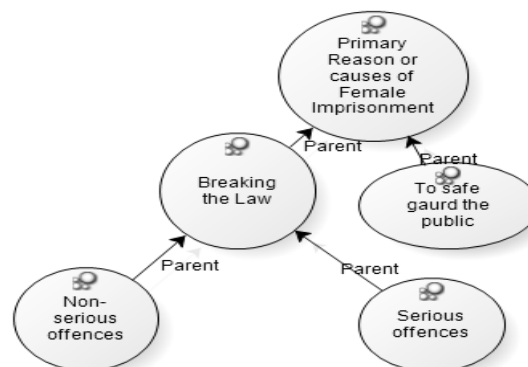 Primary
Reason or
causes of
Female
Imprisonment
Parent
Parent
Breaking
the Law
To safe
gaurd the
public
Parent
Parent
Non-
serious
offences
Serious
offences